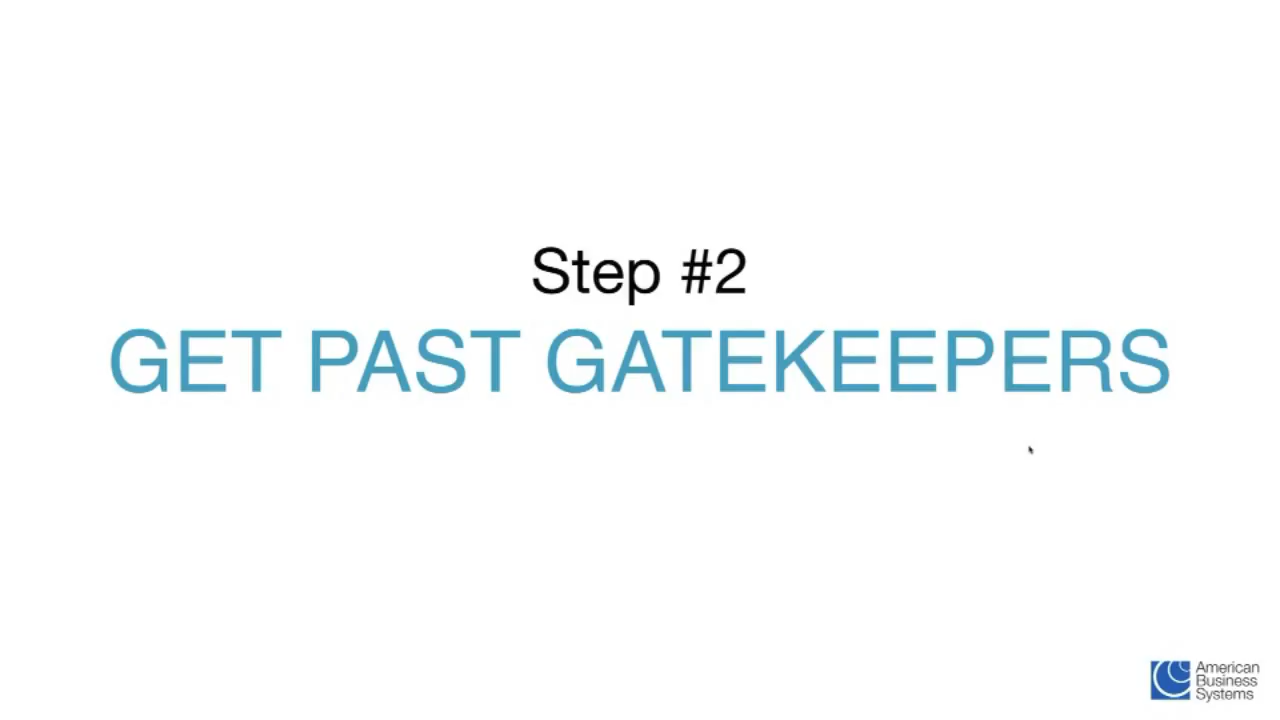 Step #2
GET PAST GATEKEEPERS
American
Business
Systems